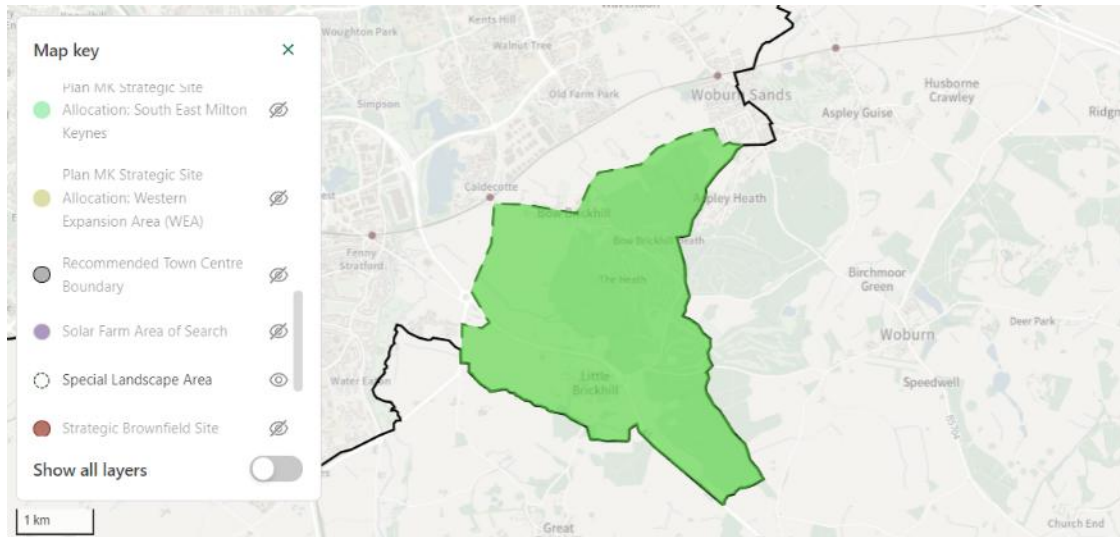 Map key
Plan MK Strategic Site
Allocation: South East Milton
Keynes
Plan MK Strategic Site
Allocation: Western
Expansion Area (WEA)
Recommended Town Centre
Boundary
Solar Farm Area of Search
Special Landscape Area
Strategic Brownfield Site
Show all layers
1 km
Kents Hill
Woughton Park
Walnut Tree
Simpson
Old Farm Park
Woburn Sands
Husborne
Crawley
Aspley Guise
Caldecotte
Aspley Heath
Bow Brickhill
Bow Brickhill Heath
Fenny
Stratford
The Heath
Birchmoor
Green
Deer Park
Woburn
Water Eaton
Little
Brickhill
Speedwell
Great
Church End